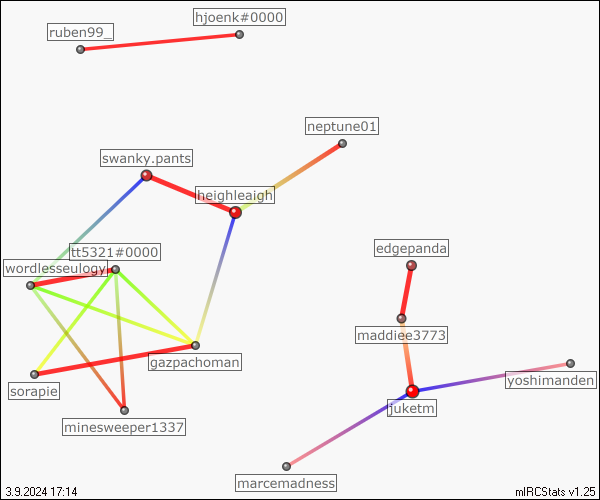 hjoenk#0000
ruben99_
neptune01
swanky.pants
heighleaigh
edgepanda
tt5321#0000
wordlesseulogy
maddiee3773
gazpachoman
yoshimanden
sorapie
juketm
minesweeper1337
marcemadness
3.9.2024 17:14
mIRCStats v1.25